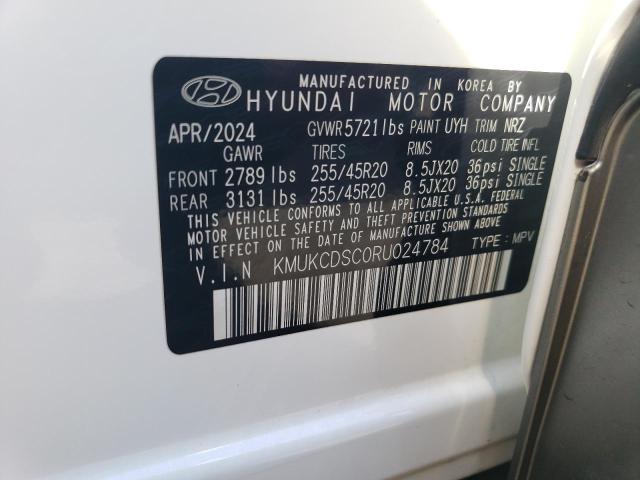 MANUFACTURED IN KOREA BY
HYUNDAI MOTOR COMPANY
APR/2024 GVWR 5721lbs PAINT UYH TRIM NRZ
GAWR TIRES RIMS COLD TIRE INFL
FRONT 2789 lbs 255/45R20 8.5JX20 36psi SINGLE
REAR 3131 lbs 255/45R20 8.5JX20 36psi SINGLE
THIS VEHICLE CONFORMS TO ALL APPLICABLE U.S.A. FEDERAL
MOTOR VEHICLE SAFETY AND THEFT PREVENTION STANDARDS
IN EFFECT ON THE DATE OF MANUFACTURE SHOWN ABOVE
V.I.N KMUKCDSC0RU024784 TYPE: MPV